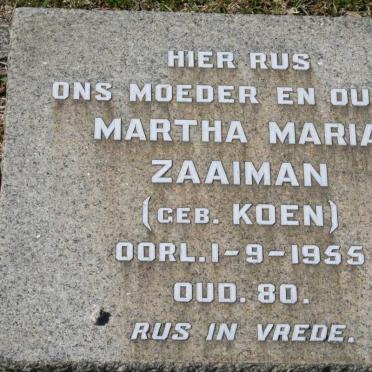 HIER RUS
ONS MOEDER EN OU
MARTHA MARIA
ZAAIMAN
(GEB. KOEN)
OORL. 1-9-1955
OUD. 80.
RUS IN VREDE.